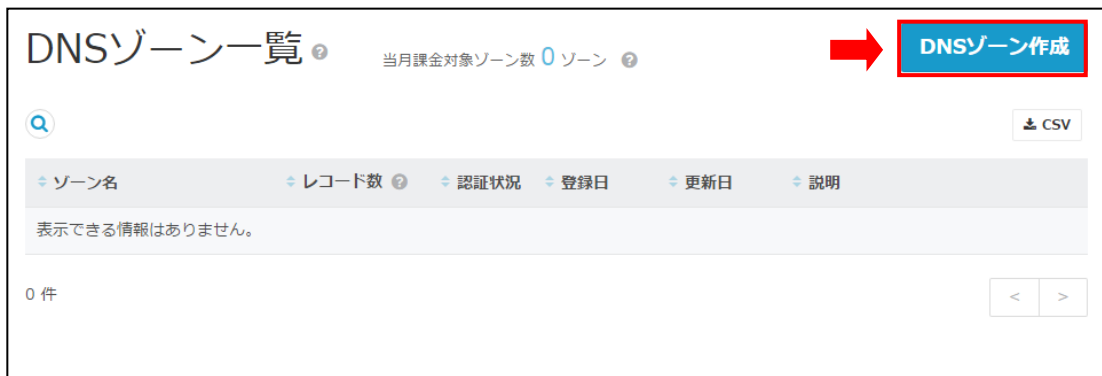 DNSゾーン一覧
当月課金対象ゾーン数 0 ゾーン
DNSゾーン作成
CSV
ゾーン名 レコード数 認証状況 登録日 更新日 説明
表示できる情報はありません。
0 件
< >